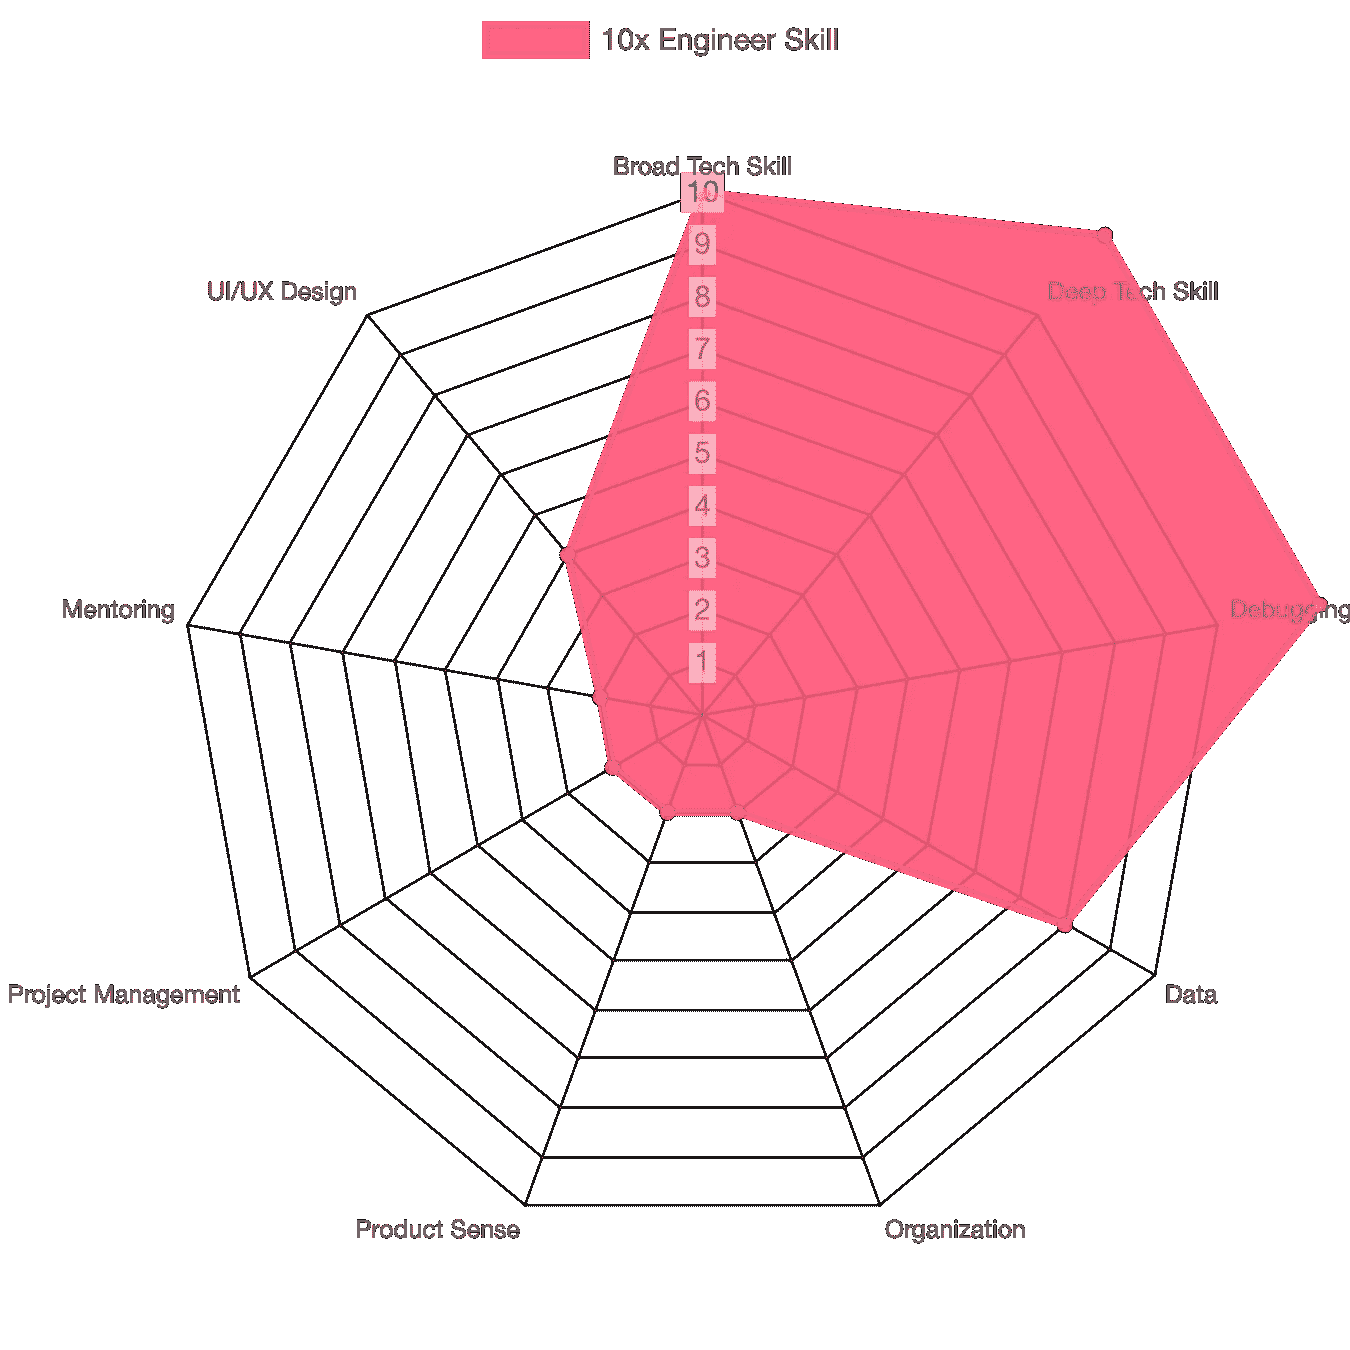 10x Engineer Skill
Broad Tech Skill
10
9
8
7
6
5
4
3
2
1
UI/UX Design
Deep Tech Skill
Mentoring
Debugging
Project Management
Data
Product Sense
Organization